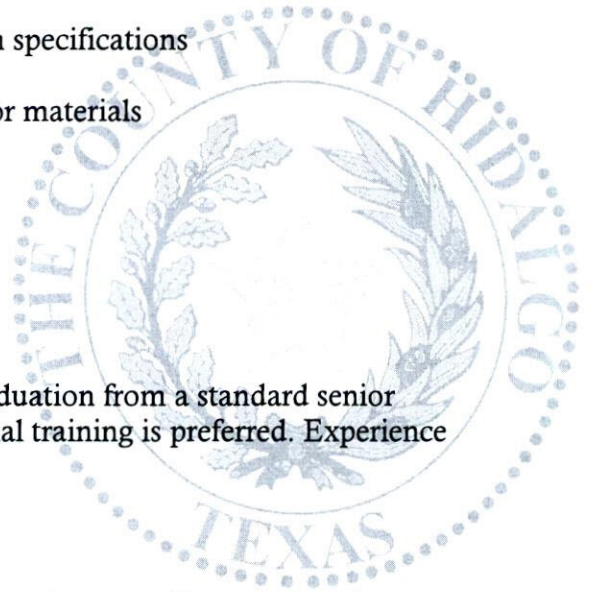 n specifications
or materials
duation from a standard senior
al training is preferred. Experience
THE COUNTY OF HIDALGO
TEXAS